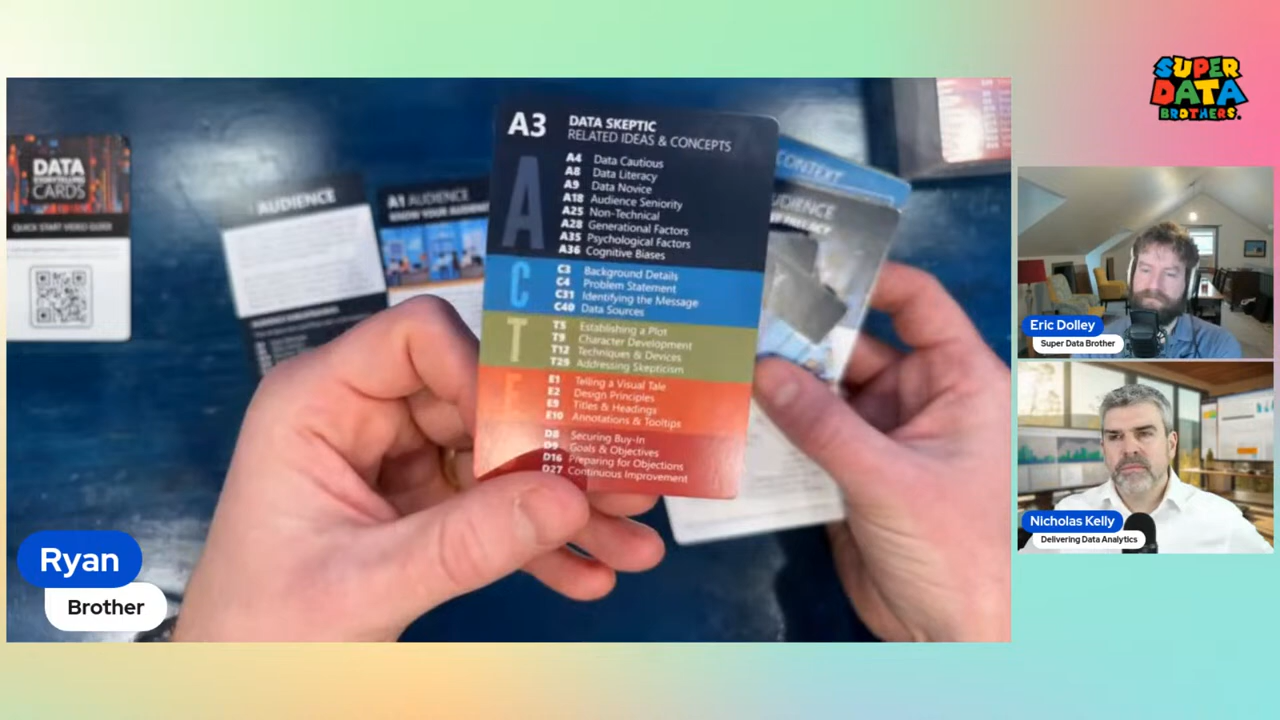 SUPER
DATA
BROTHERS.
DATA
STORYTELLING
CARDS
QUICK START VIDEO GUIDE
AUDIENCE
A1 AUDIENCE
KNOW YOUR AUDIENCE
A3 DATA SKEPTIC
RELATED IDEAS & CONCEPTS
A
A4 Data Cautious
A8 Data Literacy
A9 Data Novice
A18 Audience Seniority
A25 Non-Technical
A28 Generational Factors
A35 Psychological Factors
A36 Cognitive Biases
C
C3 Background Details
C4 Problem Statement
C31 Identifying the Message
C40 Data Sources
T
T5 Establishing a Plot
T9 Character Development
T12 Techniques & Devices
T29 Addressing Skepticism
E
E1 Telling a Visual Tale
E2 Design Principles
E9 Titles & Headings
E10 Annotations & Tooltips
D8 Securing Buy-In
D9 Goals & Objectives
D16 Preparing for Objections
D27 Continuous Improvement
CONTEXT
Ryan
Brother
Eric Dolley
Super Data Brother
Nicholas Kelly
Delivering Data Analytics